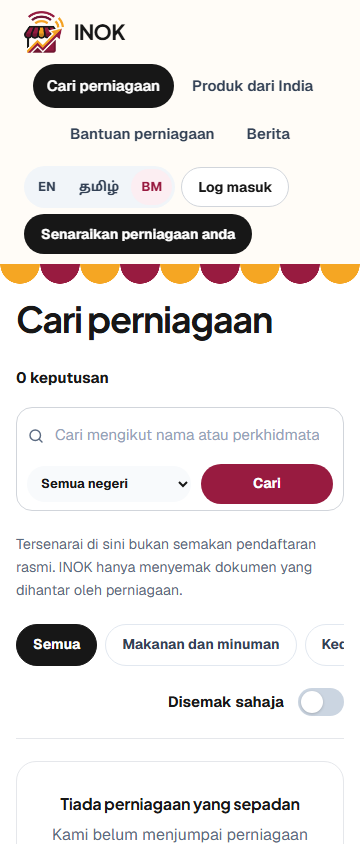 INOK
Cari perniagaan
Produk dari India
Bantuan perniagaan
Berita
EN
தமிழ்
BM
Log masuk
Senaraikan perniagaan anda
Cari perniagaan
0 keputusan
Cari mengikut nama atau perkhidmata
Semua negeri
Cari
Tersenarai di sini bukan semakan pendaftaran
rasmi. INOK hanya menyemak dokumen yang
dihantar oleh perniagaan.
Semua
Makanan dan minuman
Disemak sahaja
Tiada perniagaan yang sepadan
Kami belum menjumpai perniagaan